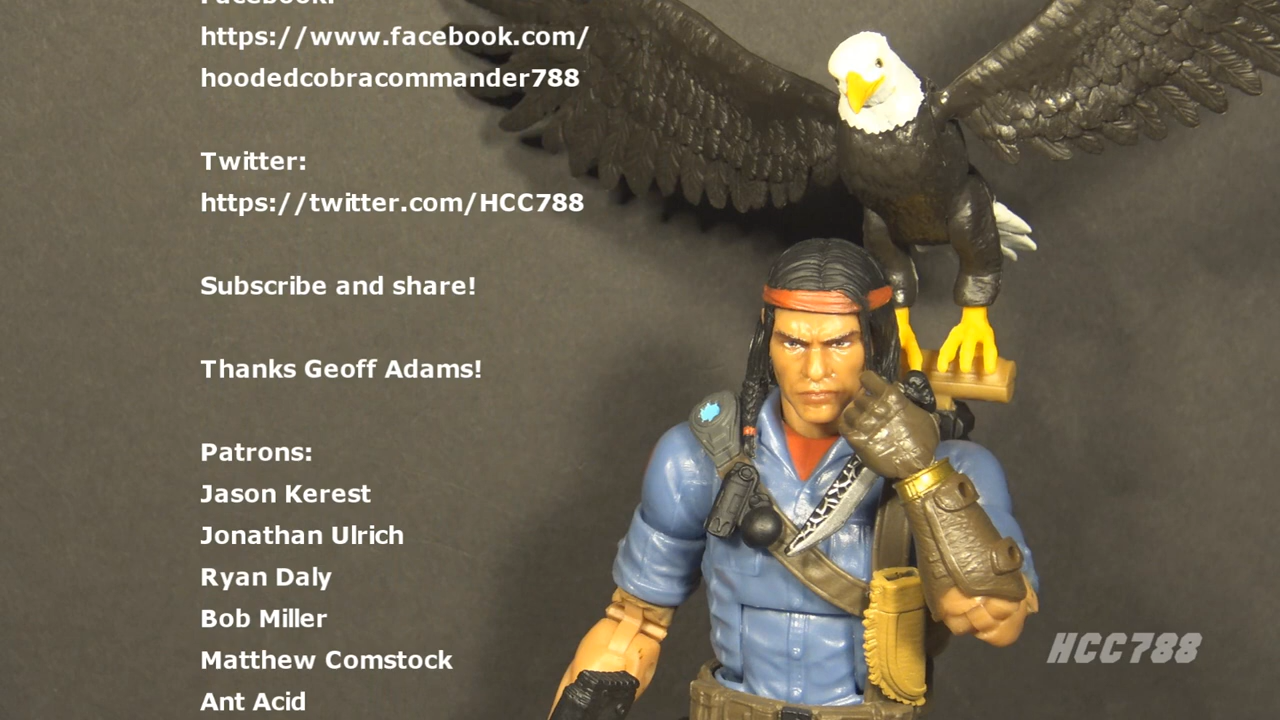 Facebook:
https://www.facebook.com/
hoodedcobracommander788
Twitter:
https://twitter.com/HCC788
Subscribe and share!
Thanks Geoff Adams!
Patrons:
Jason Kerest
Jonathan Ulrich
Ryan Daly
Bob Miller
Matthew Comstock
Ant Acid
HCC788